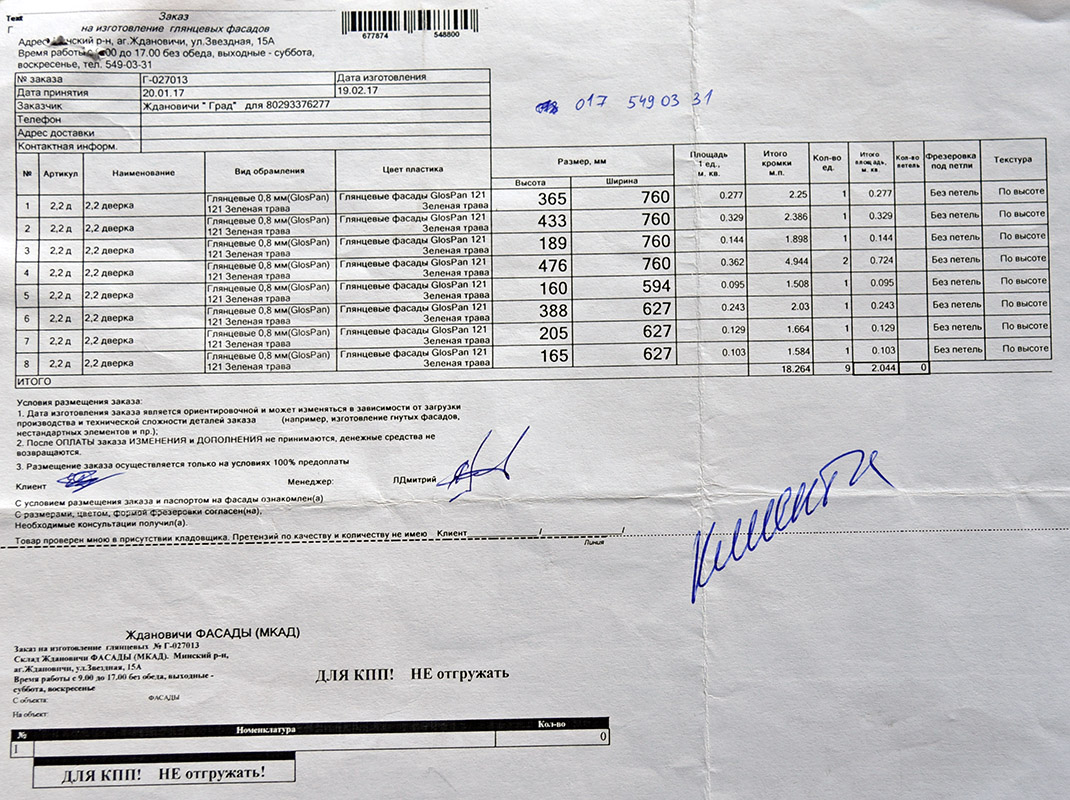 Text
Заказ
Г на изготовление глянцевых фасадов
677874 548800
Адрес нский р-н, аг.Ждановичи, ул.Звездная, 15А
Время работы с 00 до 17.00 без обеда, выходные - суббота,
воскресенье, тел. 549-03-31
№ заказа Г-027013 Дата изготовления
Дата принятия 20.01.17 19.02.17
Заказчик Ждановичи " Град" для 80293376277
Телефон
Адрес доставки
Контактная информ.
017 549 03 31
№ Артикул Наименование Вид обрамления Цвет пластика Размер, мм Площадь 1 ед., м. кв. Итого кромки м.п. Кол-во ед. Итого площадь, м. кв. Кол-во петель Фрезеровка под петли Текстура
Высота Ширина
1 2,2 д 2,2 дверка Глянцевые 0,8 мм(GlosPan) 121 Зеленая трава Глянцевые фасады GlosPan 121 Зеленая трава 365 760 0.277 2.25 1 0.277 Без петель По высоте
2 2,2 д 2,2 дверка Глянцевые 0,8 мм(GlosPan) 121 Зеленая трава Глянцевые фасады GlosPan 121 Зеленая трава 433 760 0.329 2.386 1 0.329 Без петель По высоте
3 2,2 д 2,2 дверка Глянцевые 0,8 мм(GlosPan) 121 Зеленая трава Глянцевые фасады GlosPan 121 Зеленая трава 189 760 0.144 1.898 1 0.144 Без петель По высоте
4 2,2 д 2,2 дверка Глянцевые 0,8 мм(GlosPan) 121 Зеленая трава Глянцевые фасады GlosPan 121 Зеленая трава 476 760 0.362 4.944 2 0.724 Без петель По высоте
5 2,2 д 2,2 дверка Глянцевые 0,8 мм(GlosPan) 121 Зеленая трава Глянцевые фасады GlosPan 121 Зеленая трава 160 594 0.095 1.508 1 0.095 Без петель По высоте
6 2,2 д 2,2 дверка Глянцевые 0,8 мм(GlosPan) 121 Зеленая трава Глянцевые фасады GlosPan 121 Зеленая трава 388 627 0.243 2.03 1 0.243 Без петель По высоте
7 2,2 д 2,2 дверка Глянцевые 0,8 мм(GlosPan) 121 Зеленая трава Глянцевые фасады GlosPan 121 Зеленая трава 205 627 0.129 1.664 1 0.129 Без петель По высоте
8 2,2 д 2,2 дверка Глянцевые 0,8 мм(GlosPan) 121 Зеленая трава Глянцевые фасады GlosPan 121 Зеленая трава 165 627 0.103 1.584 1 0.103 Без петель По высоте
ИТОГО 18.264 9 2.044 0
Условия размещения заказа:
1. Дата изготовления заказа является ориентировочной и может изменяться в зависимости от загрузки
производства и технической сложности деталей заказа (например, изготовление гнутых фасадов,
нестандартных элементов и пр.);
2. После ОПЛАТЫ заказа ИЗМЕНЕНИЯ и ДОПОЛНЕНИЯ не принимаются, денежные средства не
возвращаются.
3. Размещение заказа осуществляется только на условиях 100% предоплаты
Клиент Менеджер: ЛДмитрий
С условием размещения заказа и паспортом на фасады ознакомлен(а)
С размерами, цветом, формой фрезеровки согласен(на),
Необходимые консультации получил(а).
Товар проверен мною в присутствии кладовщика. Претензий по качеству и количеству не имею Клиент / /
Линия
Клиента
Ждановичи ФАСАДЫ (МКАД)
Заказ на изготовление глянцевых № Г-027013
Склад Ждановичи ФАСАДЫ (МКАД). Минский р-н,
аг.Ждановичи, ул.Звездная, 15А
Время работы с 9.00 до 17.00 без обеда, выходные -
суббота, воскресенье
ДЛЯ КПП! НЕ отгружать
С объекта: ФАСАДЫ
На объект:
№ Номенклатура Кол-во
1 0
ДЛЯ КПП! НЕ отгружать!